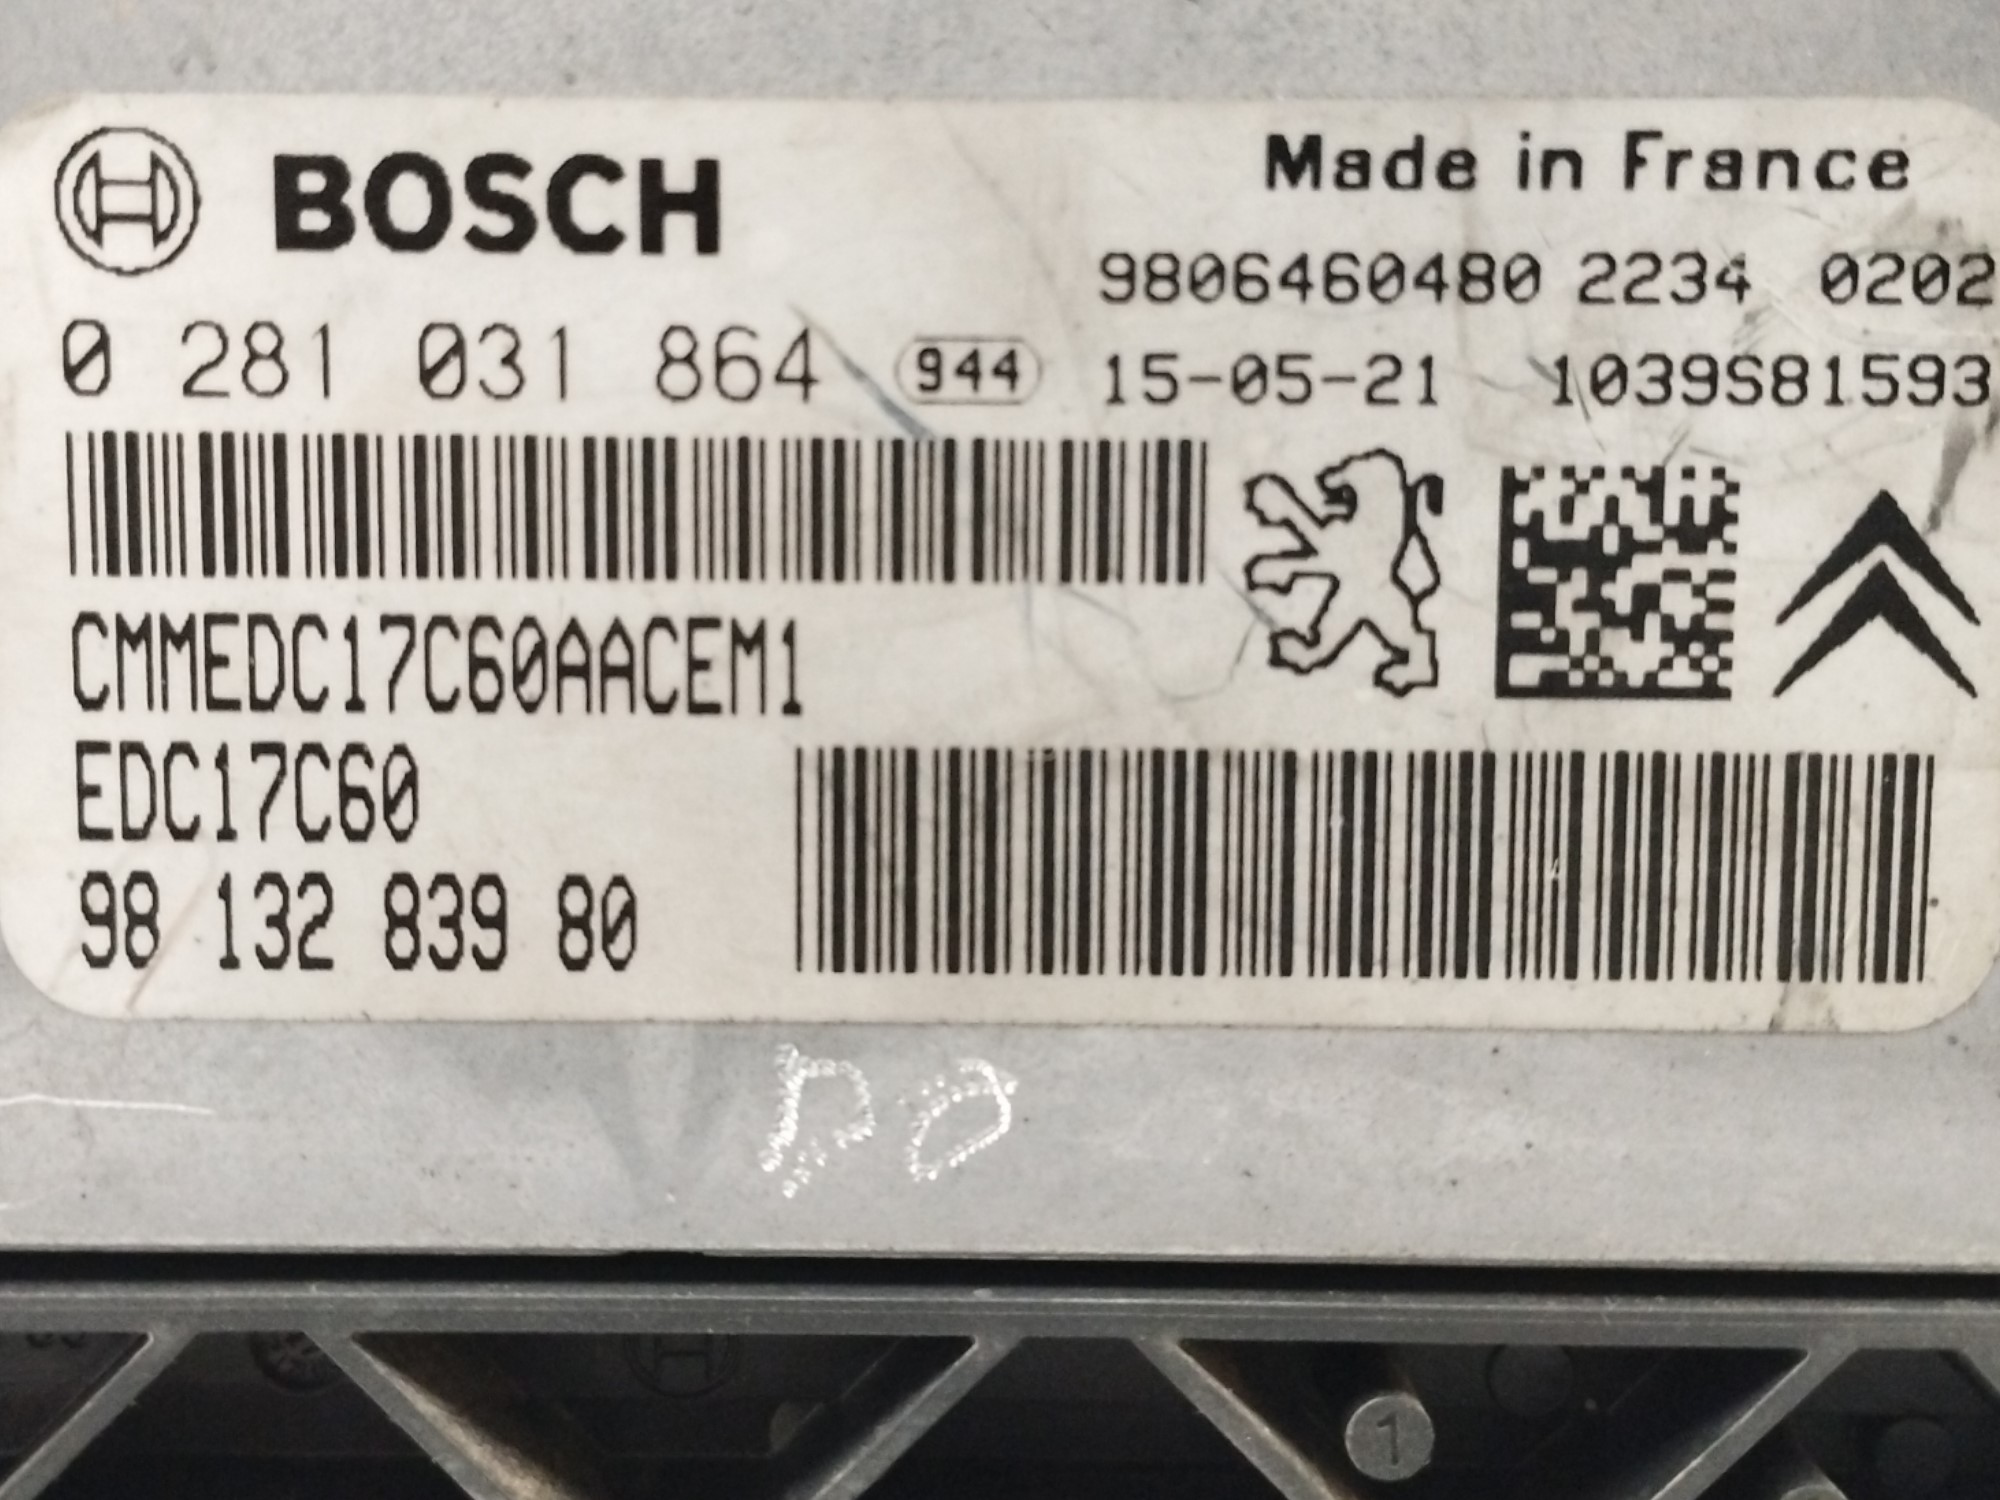 BOSCH
Made in France
9806460480 2234 0202
0 281 031 864 944
15-05-21 1039S81593
CMMEDC17C60AACEM1
EDC17C60
98 132 839 80
1